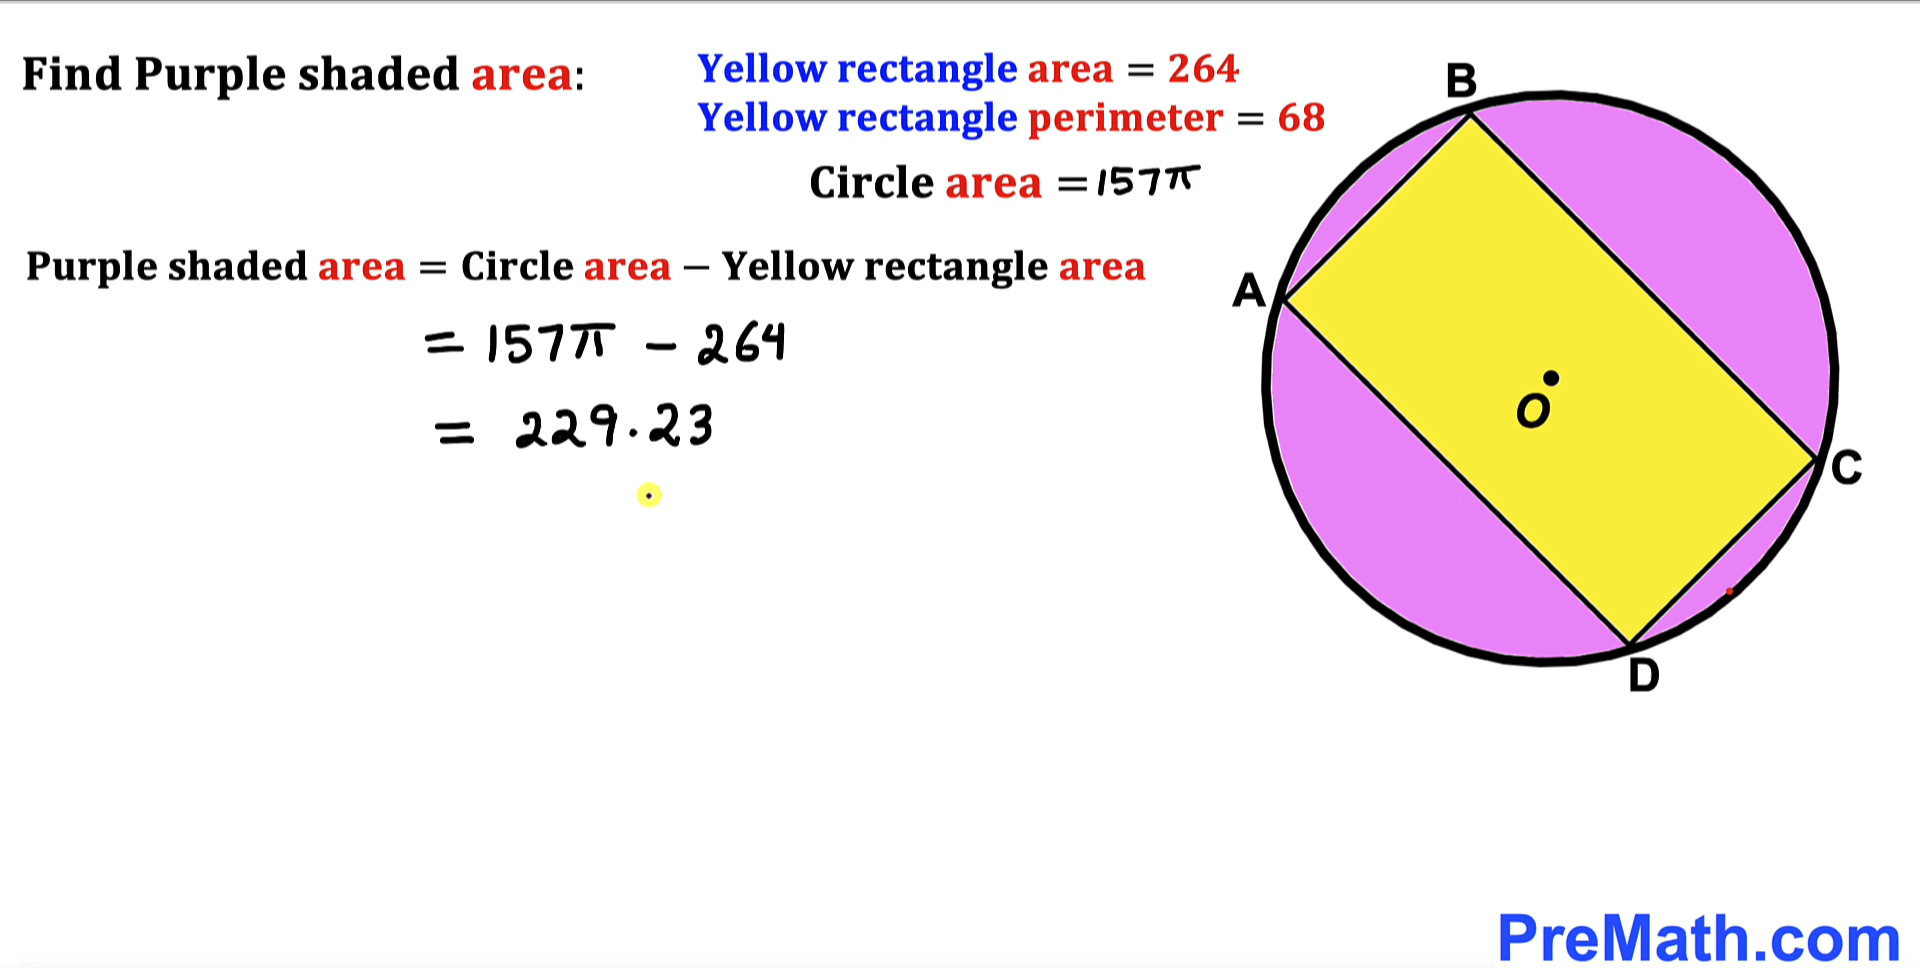 Find Purple shaded area:
Yellow rectangle area = 264
Yellow rectangle perimeter = 68
Circle area = 157π
Purple shaded area = Circle area − Yellow rectangle area
= 157π − 264
= 229.23
B
A
O
C
D
PreMath.com